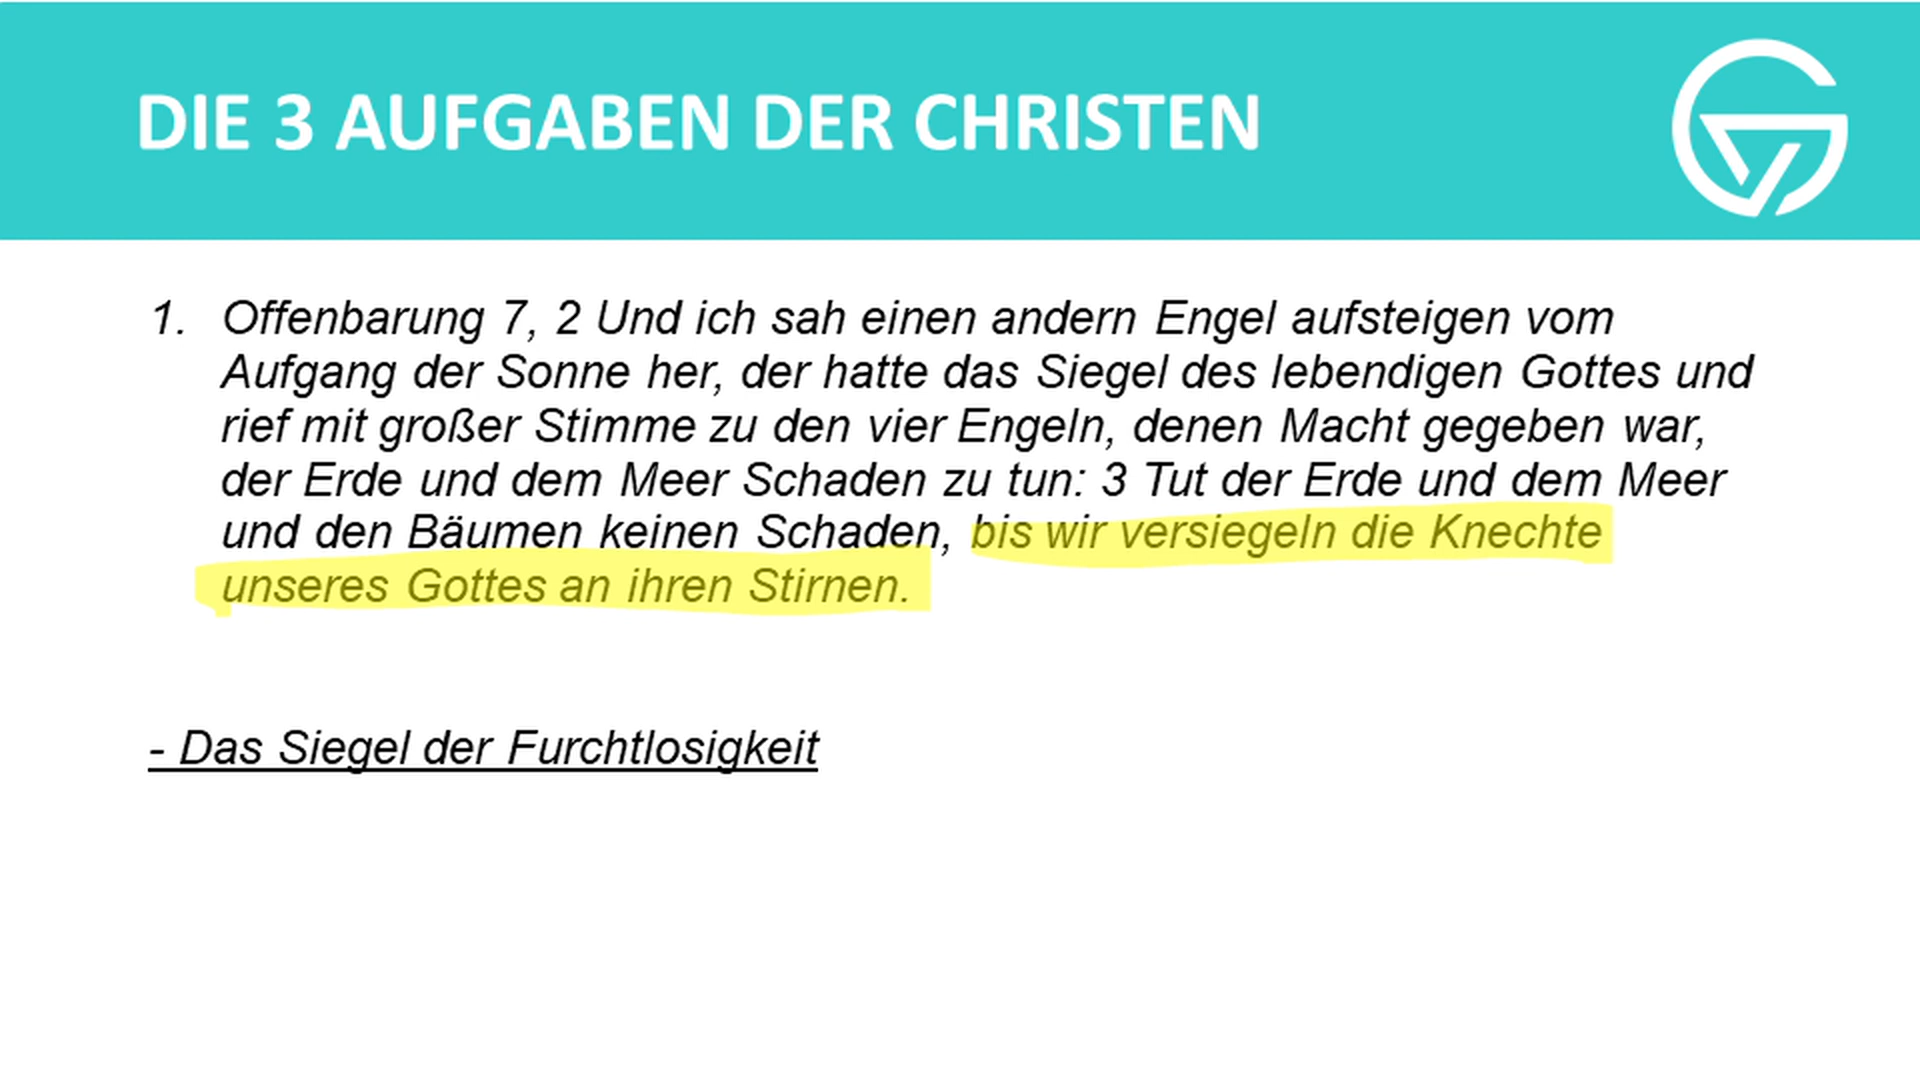 DIE 3 AUFGABEN DER CHRISTEN
1. Offenbarung 7, 2 Und ich sah einen andern Engel aufsteigen vom
Aufgang der Sonne her, der hatte das Siegel des lebendigen Gottes und
rief mit großer Stimme zu den vier Engeln, denen Macht gegeben war,
der Erde und dem Meer Schaden zu tun: 3 Tut der Erde und dem Meer
und den Bäumen keinen Schaden, bis wir versiegeln die Knechte
unseres Gottes an ihren Stirnen.
- Das Siegel der Furchtlosigkeit